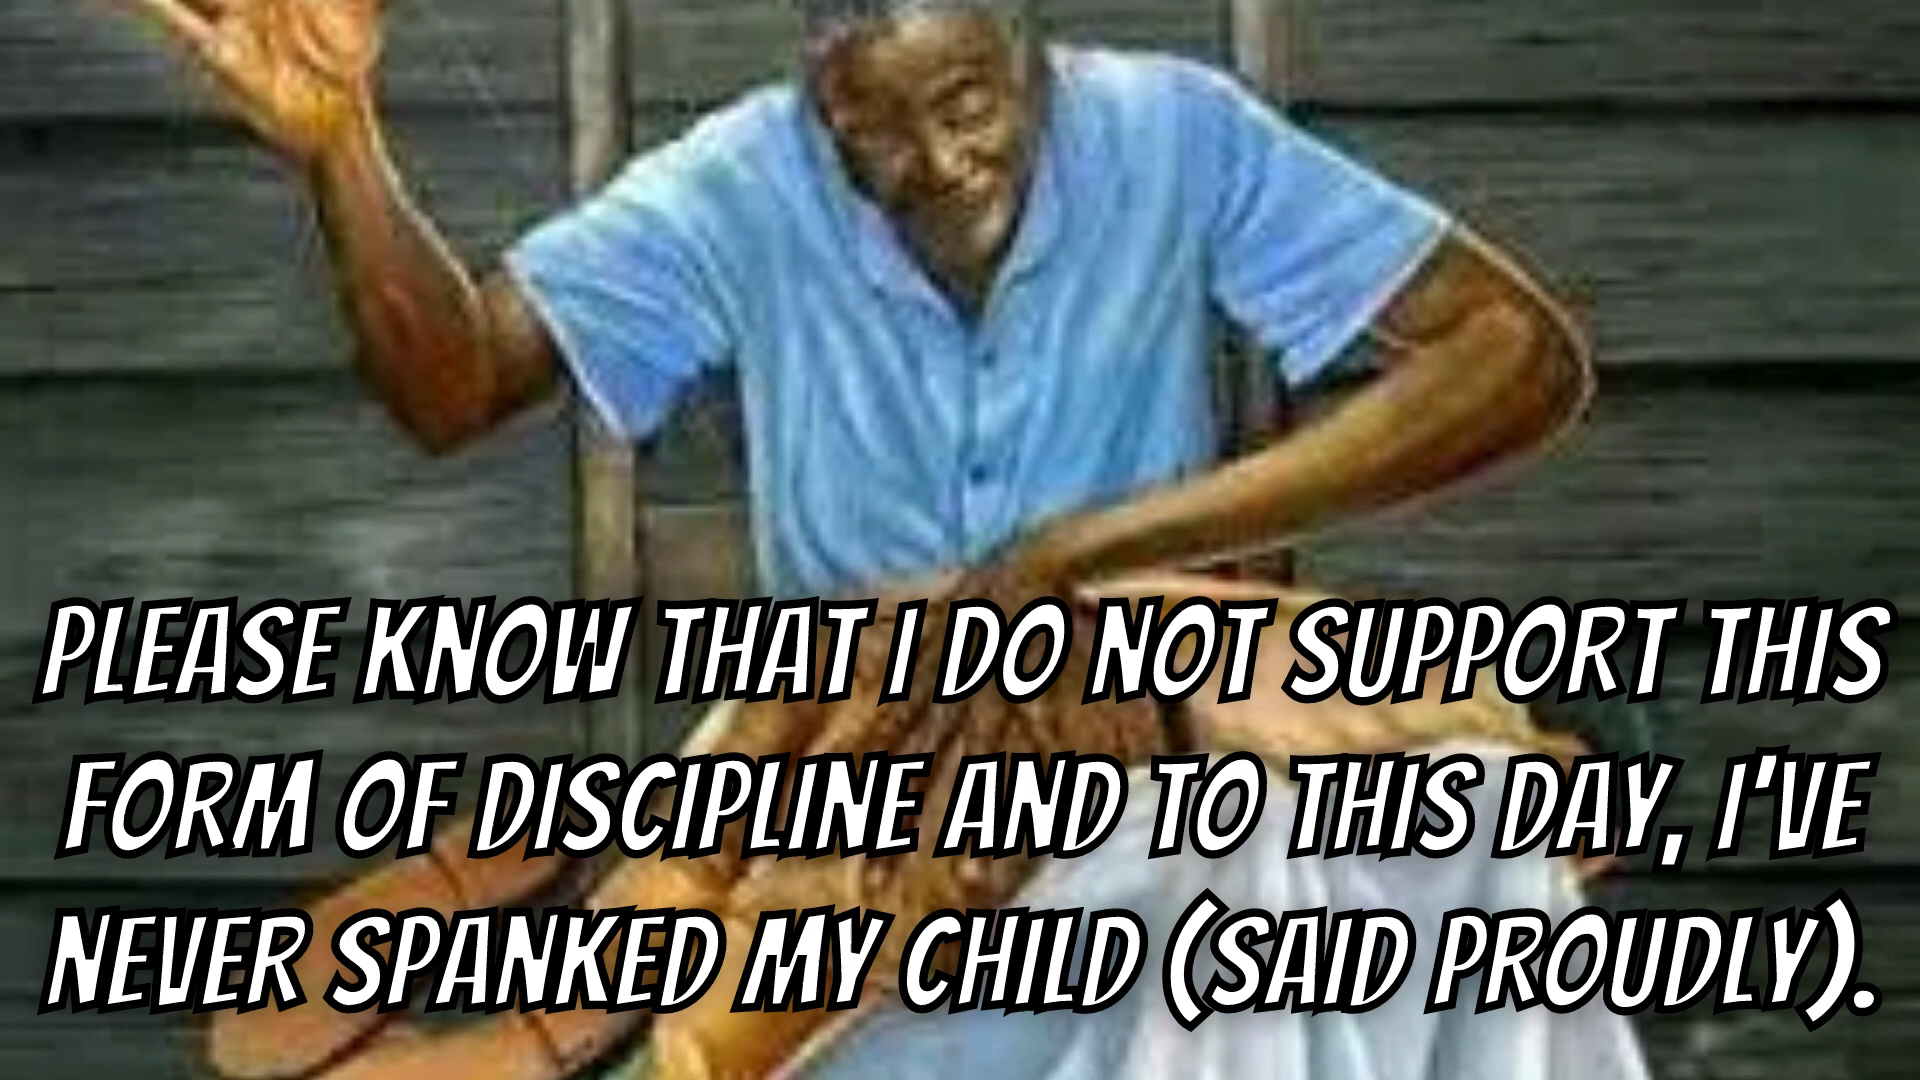 PLEASE KNOW THAT I DO NOT SUPPORT THIS
FORM OF DISCIPLINE AND TO THIS DAY, I'VE
NEVER SPANKED MY CHILD (SAID PROUDLY).